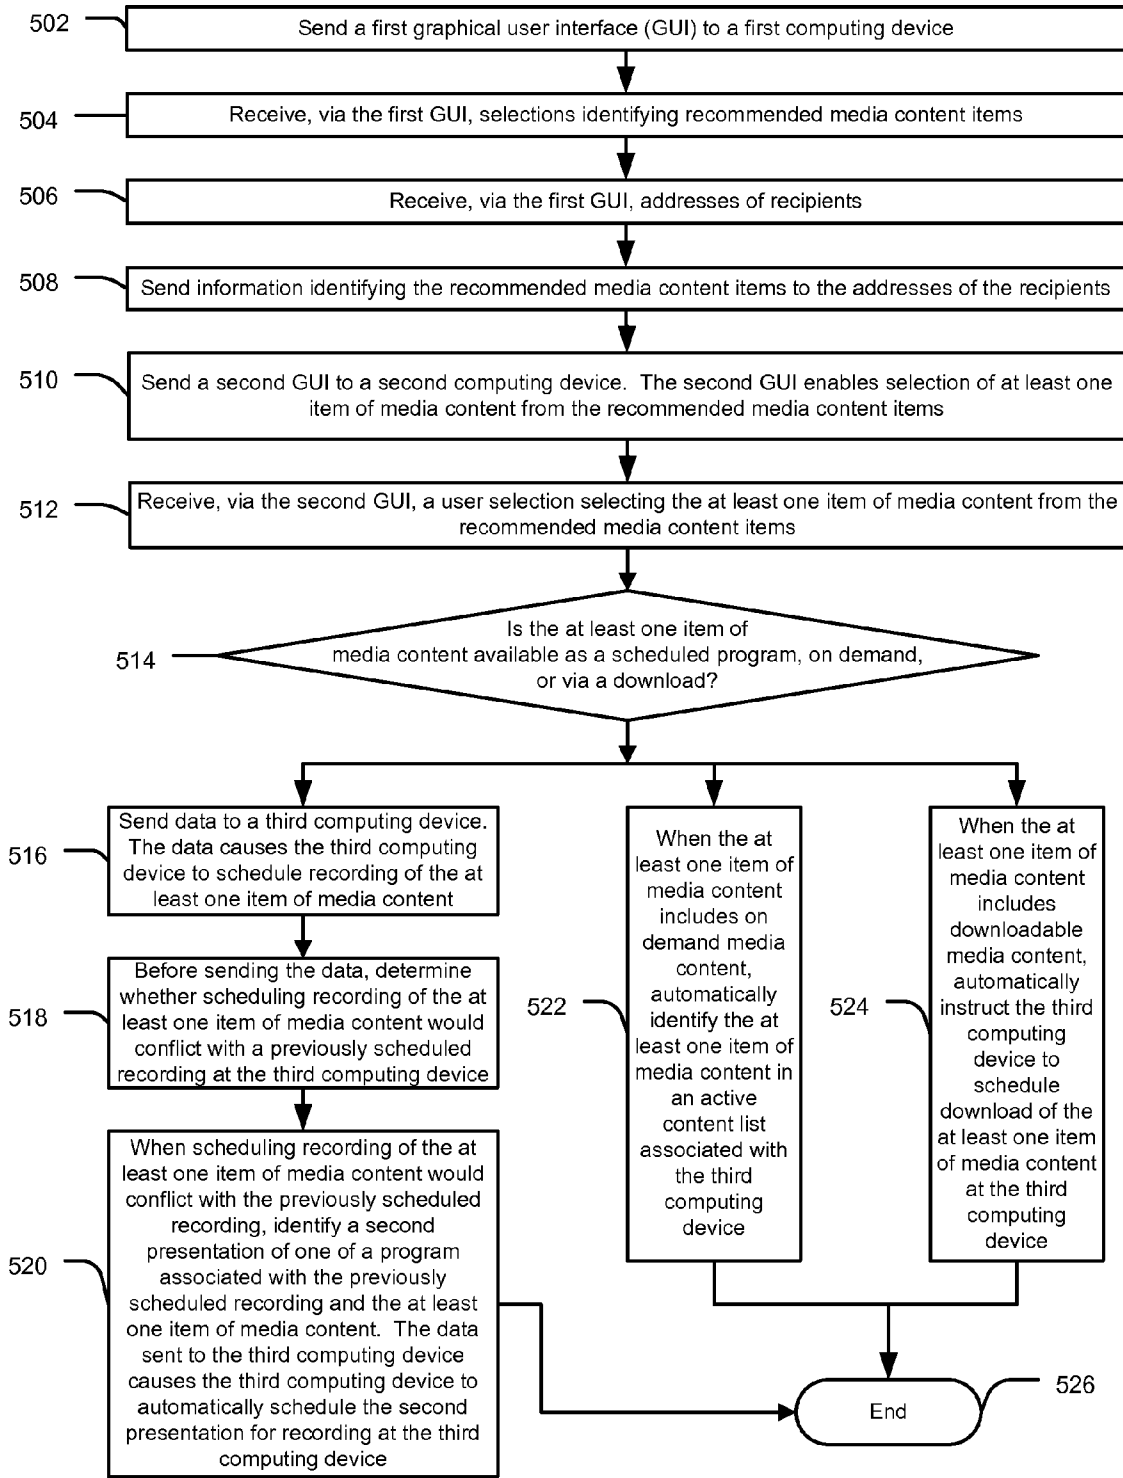 502
Send a first graphical user interface (GUI) to a first computing device
504
Receive, via the first GUI, selections identifying recommended media content items
506
Receive, via the first GUI, addresses of recipients
508
Send information identifying the recommended media content items to the addresses of the recipients
510
Send a second GUI to a second computing device.  The second GUI enables selection of at least one
item of media content from the recommended media content items
512
Receive, via the second GUI, a user selection selecting the at least one item of media content from the
recommended media content items
514
Is the at least one item of
media content available as a scheduled program, on demand,
or via a download?
516
Send data to a third computing device.
The data causes the third computing
device to schedule recording of the at
least one item of media content
518
Before sending the data, determine
whether scheduling recording of the at
least one item of media content would
conflict with a previously scheduled
recording at the third computing device
520
When scheduling recording of the at
least one item of media content would
conflict with the previously scheduled
recording, identify a second
presentation of one of a program
associated with the previously
scheduled recording and the at least
one item of media content.  The data
sent to the third computing device
causes the third computing device to
automatically schedule the second
presentation for recording at the third
computing device
522
When the at
least one item of
media content
includes on
demand media
content,
automatically
identify the at
least one item of
media content in
an active
content list
associated with
the third
computing
device
524
When the at
least one item of
media content
includes
downloadable
media content,
automatically
instruct the third
computing
device to
schedule
download of the
at least one item
of media content
at the third
computing
device
End
526